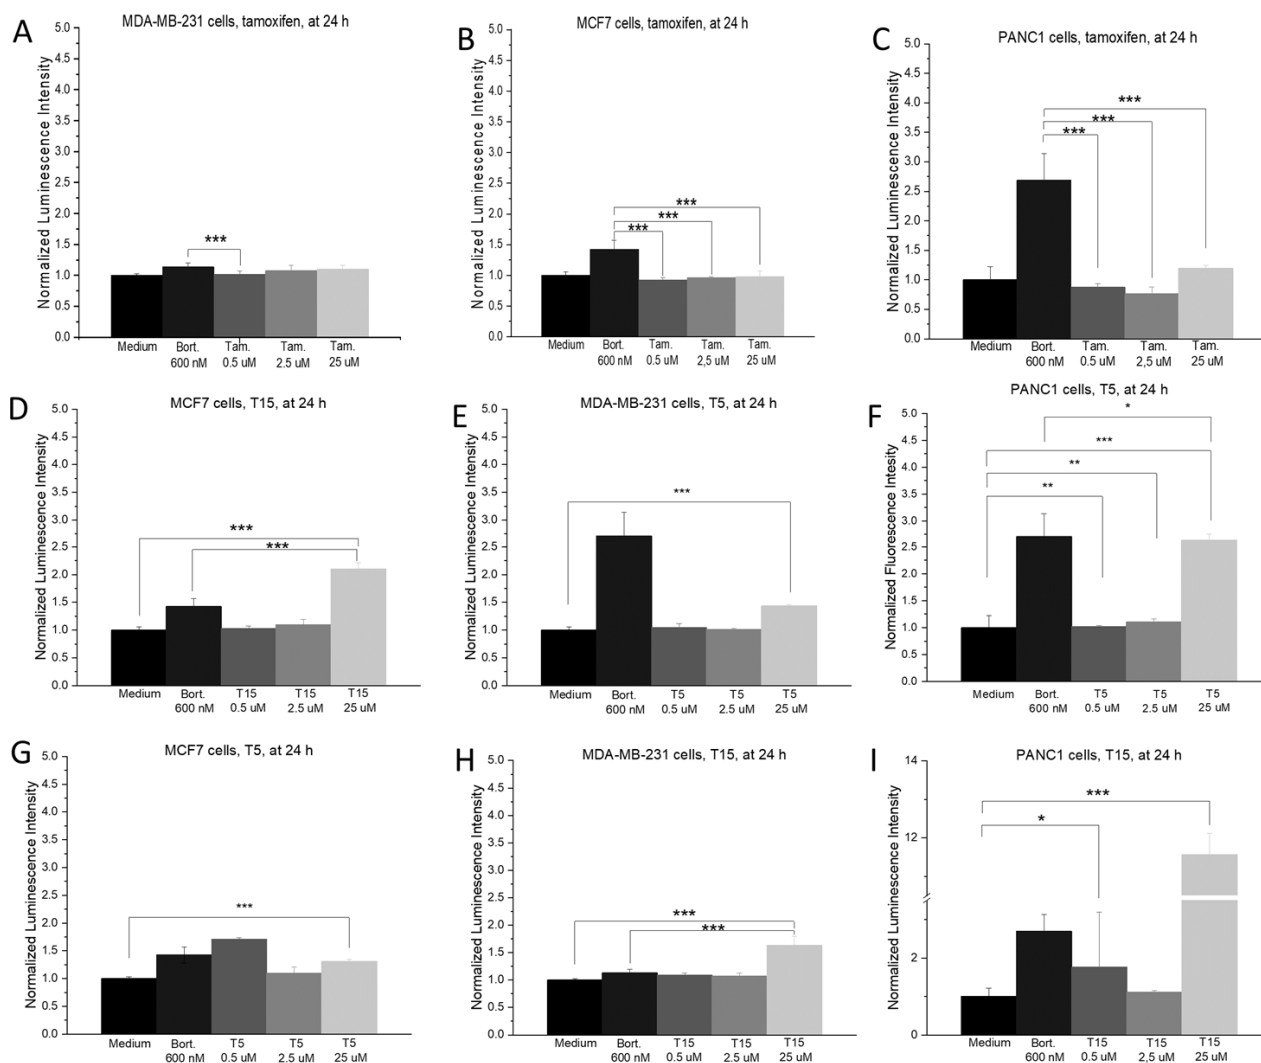 A
MDA-MB-231 cells, tamoxifen, at 24 h
Normalized Luminescence Intensity
5.0
4.5
4.0
3.5
3.0
2.5
2.0
1.5
1.0
0.5
0.0
***
Medium Bort. Tam. Tam. Tam.
600 nM 0.5 uM 2.5 uM 25 uM
B
MCF7 cells, tamoxifen, at 24 h
Normalized Luminescence Intensity
5.0
4.5
4.0
3.5
3.0
2.5
2.0
1.5
1.0
0.5
0.0
***
***
***
Medium Bort. Tam. Tam. Tam.
600 nM 0.5 uM 2,5 uM 25 uM
C
PANC1 cells, tamoxifen, at 24 h
Normalized Luminescence Intensity
5.0
4.5
4.0
3.5
3.0
2.5
2.0
1.5
1.0
0.5
0.0
***
***
***
Medium Bort. Tam. Tam. Tam.
600 nM 0.5 uM 2,5 uM 25 uM
D
MCF7 cells, T15, at 24 h
Normalized Luminescence Intensity
5.0
4.5
4.0
3.5
3.0
2.5
2.0
1.5
1.0
0.5
0.0
***
***
Medium Bort. T15 T15 T15
600 nM 0.5 uM 2.5 uM 25 uM
E
MDA-MB-231 cells, T5, at 24 h
Normalized Luminescence Intensity
5.0
4.5
4.0
3.5
3.0
2.5
2.0
1.5
1.0
0.5
0.0
***
Medium Bort. T5 T5 T5
600 nM 0.5 uM 2.5 uM 25 uM
F
PANC1 cells, T5, at 24 h
Normalized Fluorescence Intesity
5.0
4.5
4.0
3.5
3.0
2.5
2.0
1.5
1.0
0.5
0.0
*
***
**
**
Medium Bort. T5 T5 T5
600 nM 0.5 uM 2,5 uM 25 uM
G
MCF7 cells, T5, at 24 h
Normalized Luminescence Intensity
5.0
4.5
4.0
3.5
3.0
2.5
2.0
1.5
1.0
0.5
0.0
***
Medium Bort. T5 T5 T5
600 nM 0.5 uM 2.5 uM 25 uM
H
MDA-MB-231 cells, T15, at 24 h
Normalized Luminescence Intensity
5.0
4.5
4.0
3.5
3.0
2.5
2.0
1.5
1.0
0.5
0.0
***
***
Medium Bort. T15 T15 T15
600 nM 0.5 uM 2,5 uM 25 uM
I
PANC1 cells, T15, at 24 h
Normalized Luminescence Intensity
14
12
2
0
***
*
Medium Bort. T15 T15 T15
600 nM 0.5 uM 2,5 uM 25 uM